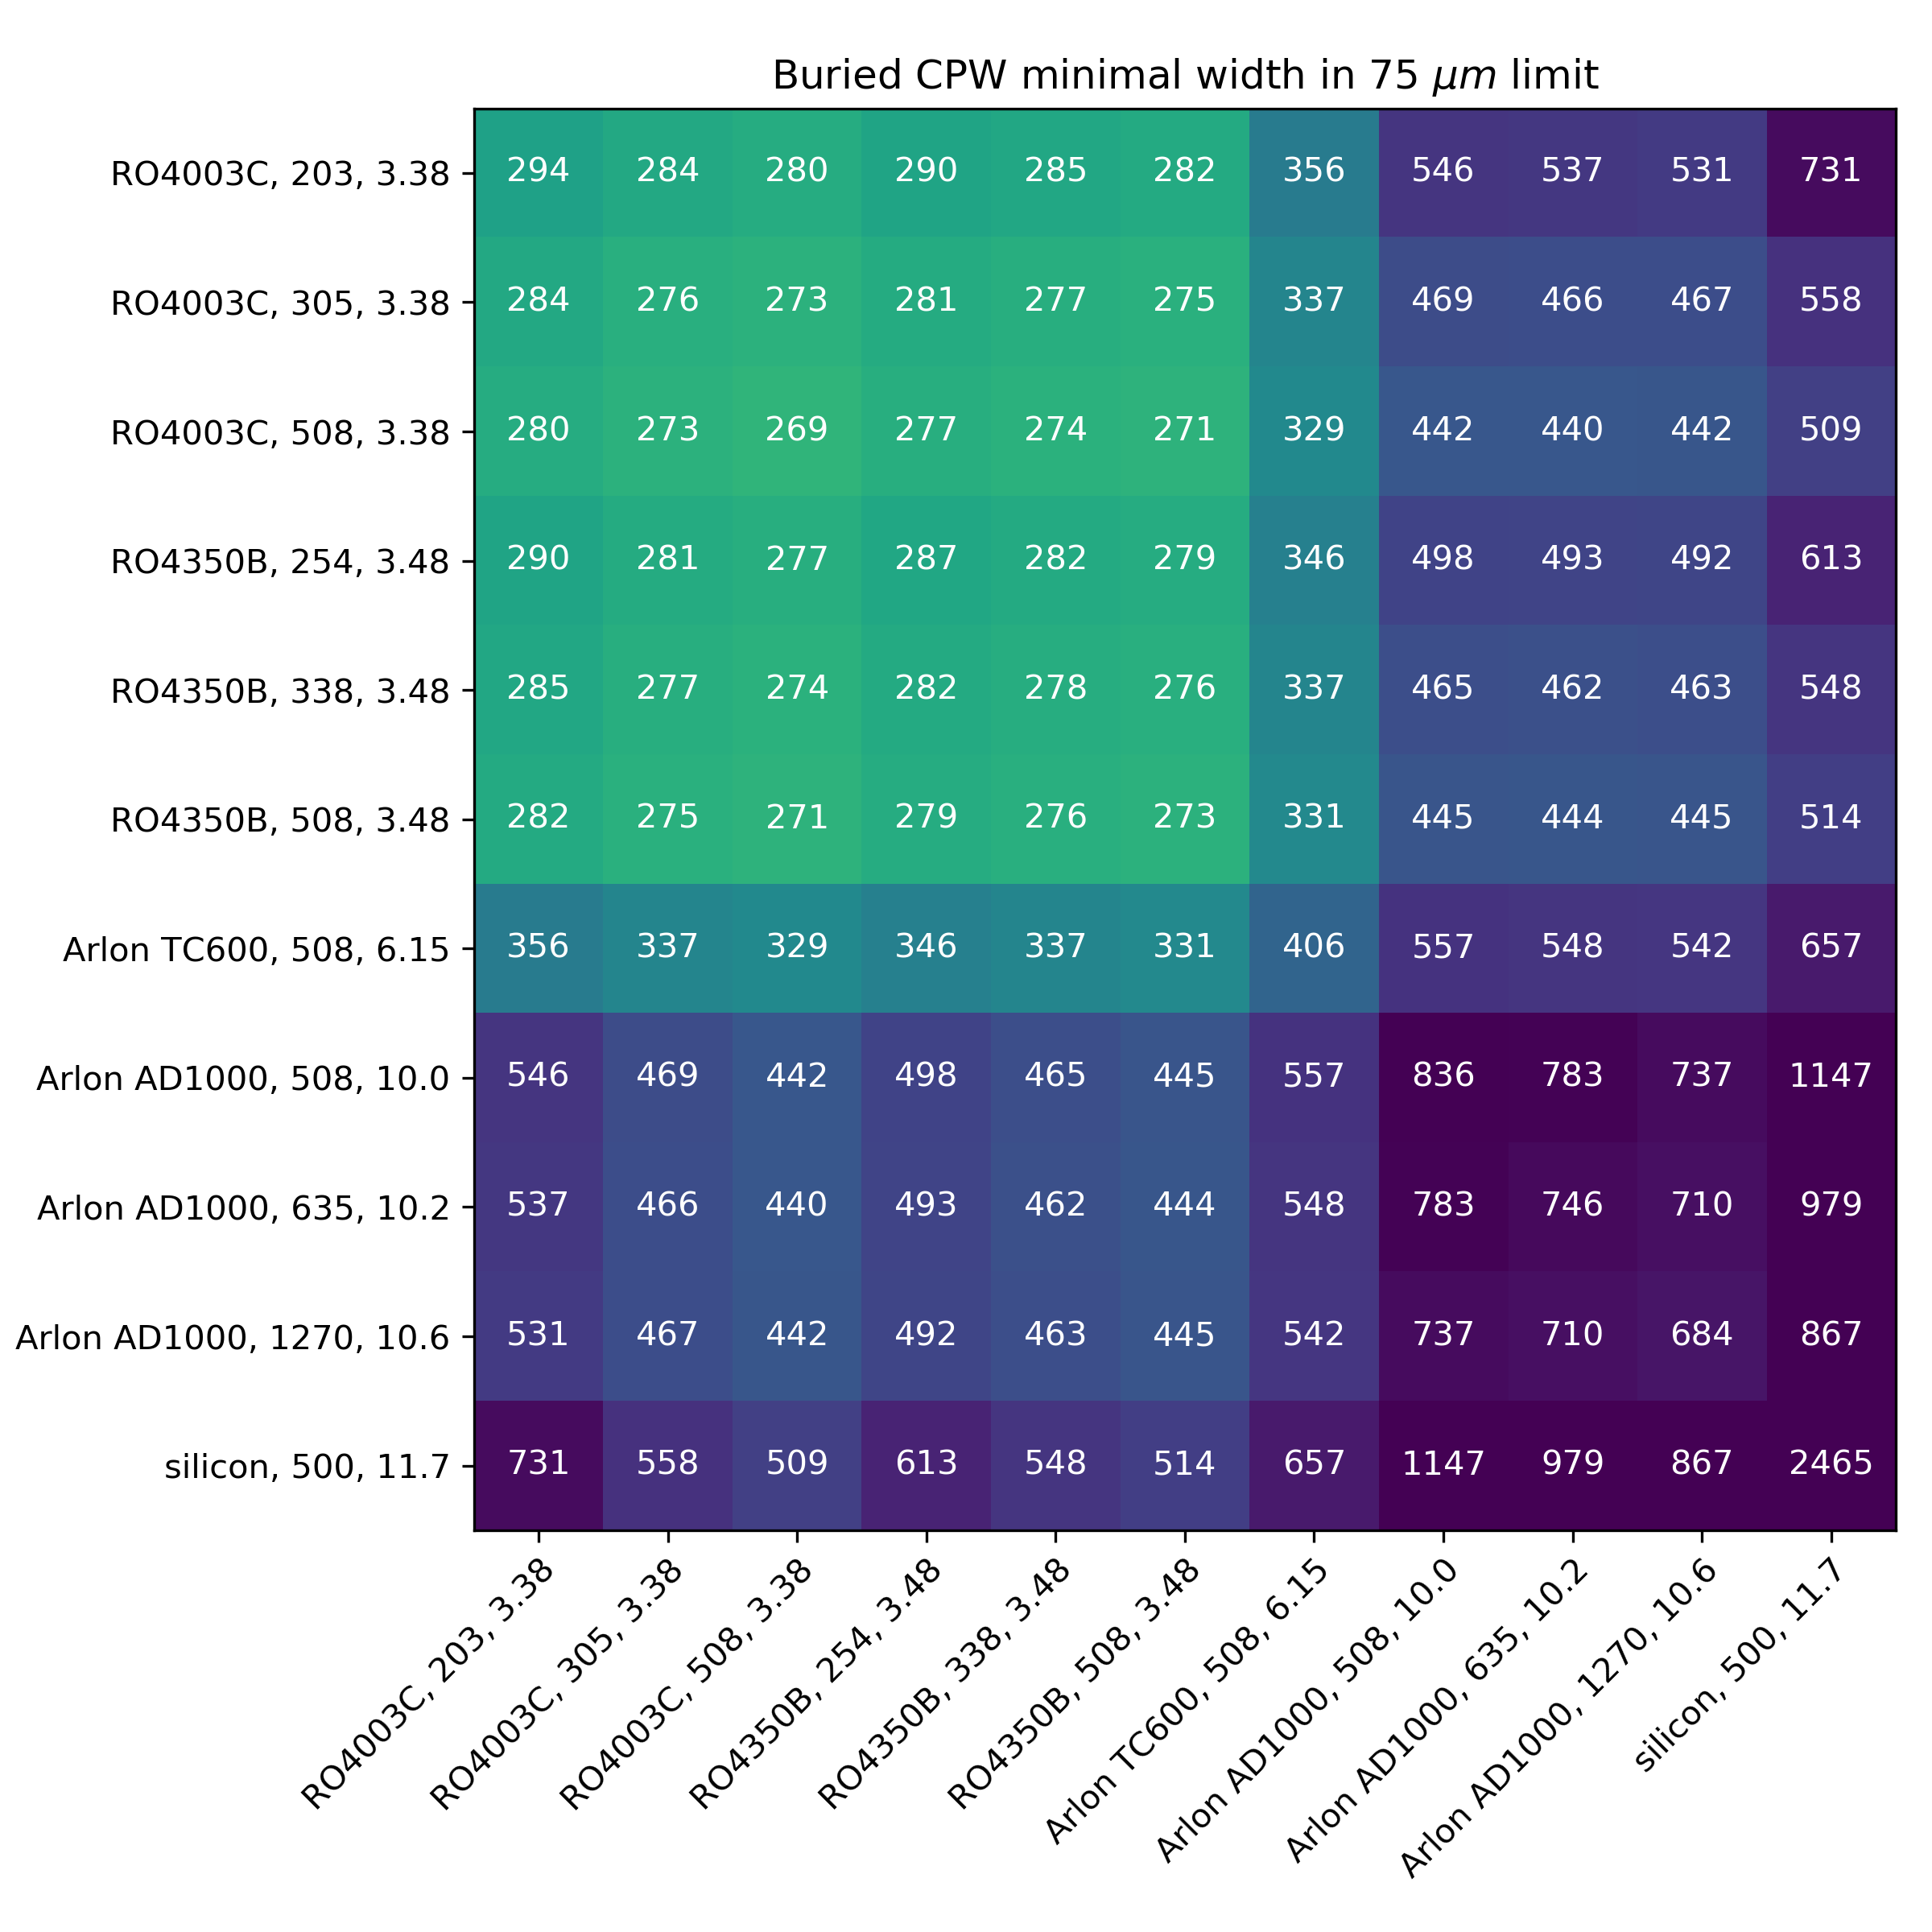 Buried CPW minimal width in 75 μm limit
RO4003C, 203, 3.38 294 284 280 290 285 282 356 546 537 531 731
RO4003C, 305, 3.38 284 276 273 281 277 275 337 469 466 467 558
RO4003C, 508, 3.38 280 273 269 277 274 271 329 442 440 442 509
RO4350B, 254, 3.48 290 281 277 287 282 279 346 498 493 492 613
RO4350B, 338, 3.48 285 277 274 282 278 276 337 465 462 463 548
RO4350B, 508, 3.48 282 275 271 279 276 273 331 445 444 445 514
Arlon TC600, 508, 6.15 356 337 329 346 337 331 406 557 548 542 657
Arlon AD1000, 508, 10.0 546 469 442 498 465 445 557 836 783 737 1147
Arlon AD1000, 635, 10.2 537 466 440 493 462 444 548 783 746 710 979
Arlon AD1000, 1270, 10.6 531 467 442 492 463 445 542 737 710 684 867
silicon, 500, 11.7 731 558 509 613 548 514 657 1147 979 867 2465
RO4003C, 203, 3.38
RO4003C, 305, 3.38
RO4003C, 508, 3.38
RO4350B, 254, 3.48
RO4350B, 338, 3.48
RO4350B, 508, 3.48
Arlon TC600, 508, 6.15
Arlon AD1000, 508, 10.0
Arlon AD1000, 635, 10.2
Arlon AD1000, 1270, 10.6
silicon, 500, 11.7